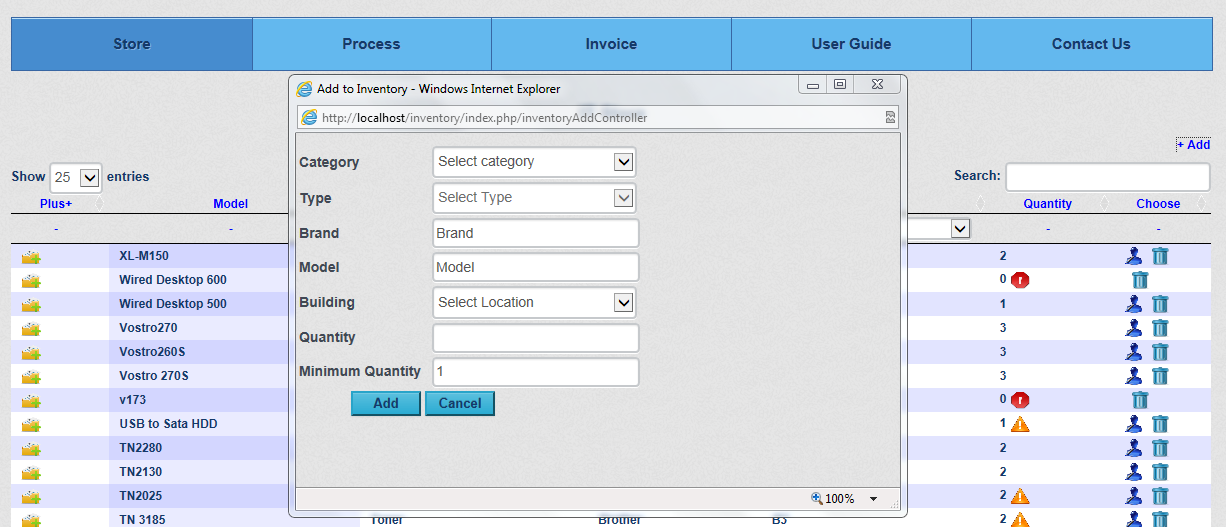 Store Process Invoice User Guide Contact Us
Add to Inventory - Windows Internet Explorer
http://localhost/inventory/index.php/inventoryAddController
+ Add
Show 25 entries
Search:
Plus+ Model Quantity Choose
- - - -
Category Select category
Type Select Type
Brand Brand
Model Model
Building Select Location
Quantity
Minimum Quantity 1
Add Cancel
100%
XL-M150 2
Wired Desktop 600 0
Wired Desktop 500 1
Vostro270 3
Vostro260S 3
Vostro 270S 3
v173 0
USB to Sata HDD 1
TN2280 2
TN2130 2
TN2025 2
TN 3185 Toner Brother B3 2